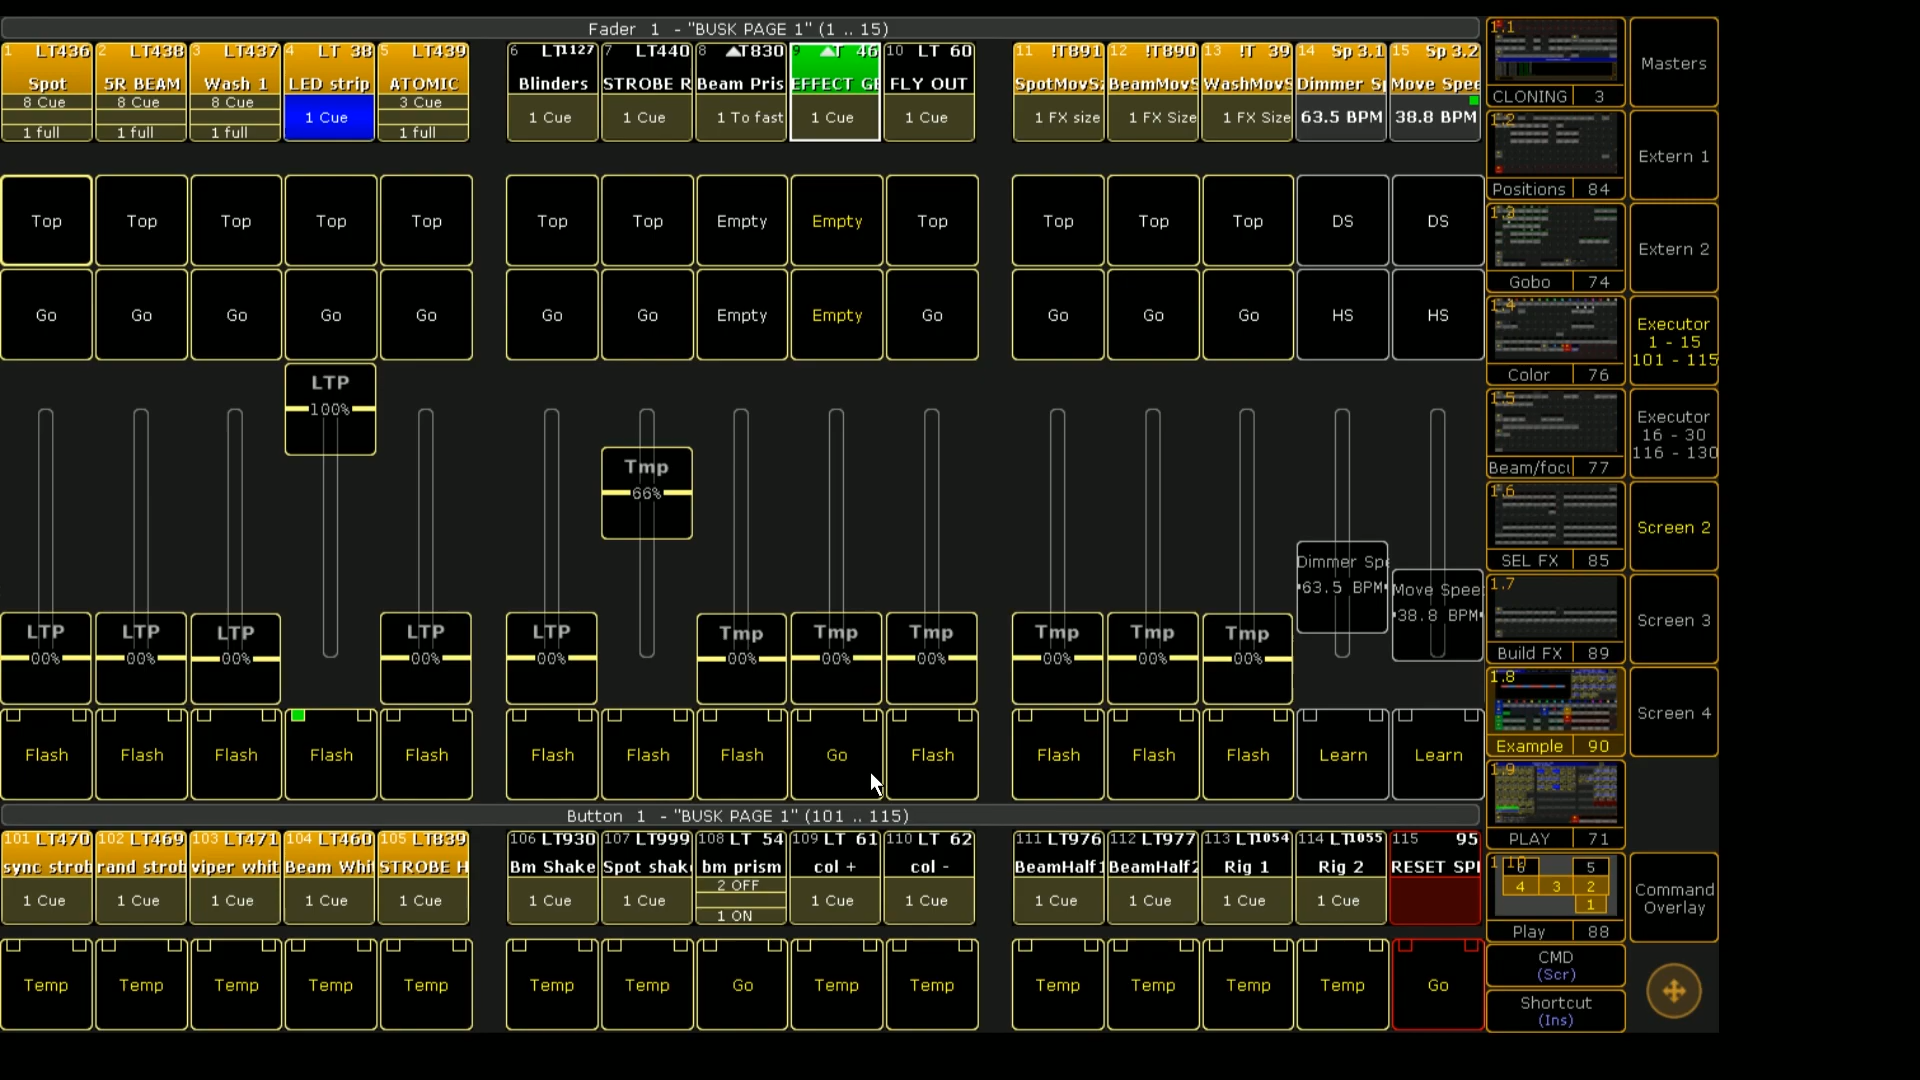 Fader 1 - "BUSK PAGE 1" (1 .. 15)
1 LT436 2 LT438 3 LT437 4 LT 38 5 LT439 6 LT1127 7 LT440 8 LT830 9 LT 46 10 LT 60 11 !T891 12 !T890 13 !T 39 14 Sp 3.1 15 Sp 3.2
Spot 5R BEAM Wash 1 LED strip ATOMIC Blinders STROBE R Beam Pris EFFECT GE FLY OUT SpotMovS BeamMovS WashMovS Dimmer Sp Move Spee
8 Cue 8 Cue 8 Cue 1 Cue 3 Cue 1 Cue 1 Cue 1 To fast 1 Cue 1 Cue 1 FX size 1 FX Size 1 FX Size 63.5 BPM 38.8 BPM
1 full 1 full 1 full 1 full
Top Top Top Top Top Top Top Empty Empty Top Top Top Top DS DS
Go Go Go Go Go Go Go Empty Empty Go Go Go Go HS HS
LTP
100%
Tmp
66%
Dimmer Spe
63.5 BPM
Move Spee
38.8 BPM
LTP LTP LTP LTP LTP Tmp Tmp Tmp Tmp Tmp Tmp
00% 00% 00% 00% 00% 00% 00% 00% 00% 00% 00%
Flash Flash Flash Flash Flash Flash Flash Flash Go Flash Flash Flash Flash Learn Learn
Button 1 - "BUSK PAGE 1" (101 .. 115)
101 LT470 102 LT469 103 LT471 104 LT460 105 LT839 106 LT930 107 LT999 108 LT 54 109 LT 61 110 LT 62 111 LT976 112 LT977 113 LT1054 114 LT1055 115 95
sync strob rand strob viper whit Beam Whi STROBE H Bm Shake Spot shak bm prism col + col - BeamHalf1 BeamHalf2 Rig 1 Rig 2 RESET SPE
1 Cue 1 Cue 1 Cue 1 Cue 1 Cue 1 Cue 1 Cue 2 OFF 1 Cue 1 Cue 1 Cue 1 Cue 1 Cue 1 Cue
1 ON
Temp Temp Temp Temp Temp Temp Temp Go Temp Temp Temp Temp Temp Temp Go
1.1
CLONING 3
1.2
Positions 84
1.3
Gobo 74
1.4
Color 76
1.5
Beam/focu 77
1.6
SEL FX 85
1.7
Build FX 89
1.8
Example 90
1.9
PLAY 71
1.10
6 5
4 3 2
1
Play 88
CMD
(Scr)
Shortcut
(Ins)
Masters
Extern 1
Extern 2
Executor
1 - 15
101 - 115
Executor
16 - 30
116 - 130
Screen 2
Screen 3
Screen 4
Command
Overlay